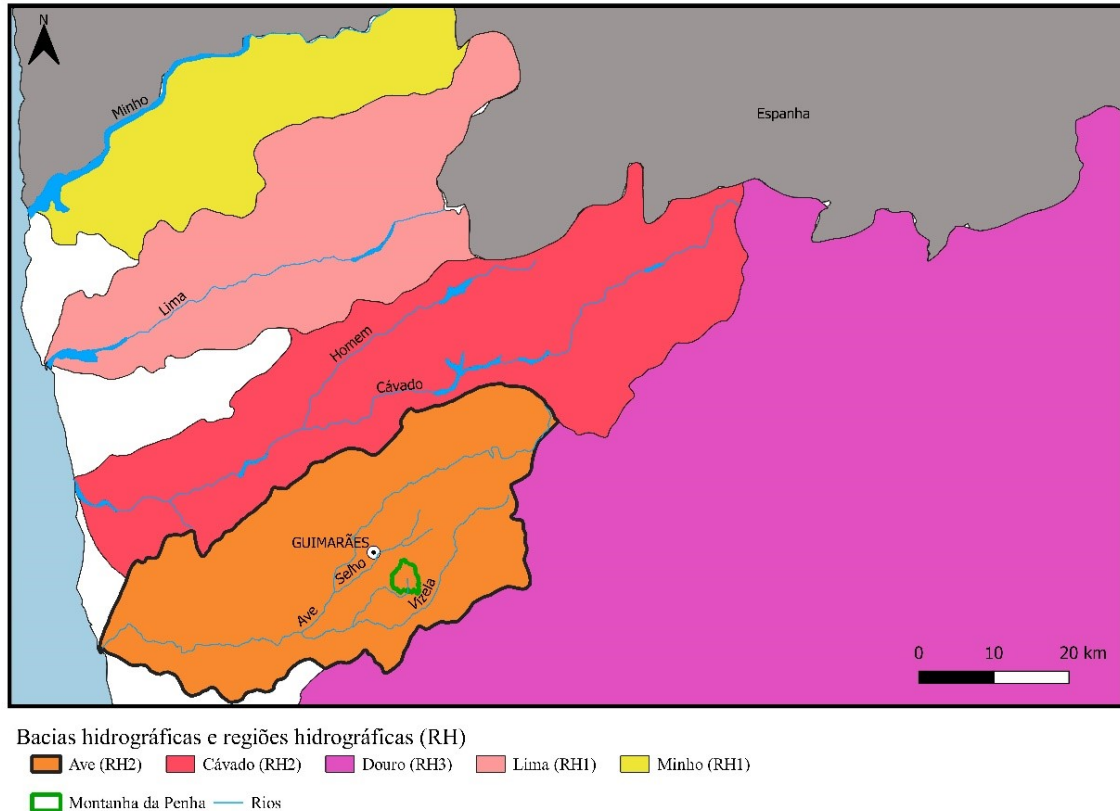 N
Minho
Espanha
Lima
Homem
Cávado
GUIMARÃES
Selho
Vizela
Ave
0 10 20 km
Bacias hidrográficas e regiões hidrográficas (RH)
Ave (RH2) Cávado (RH2) Douro (RH3) Lima (RH1) Minho (RH1)
Montanha da Penha Rios